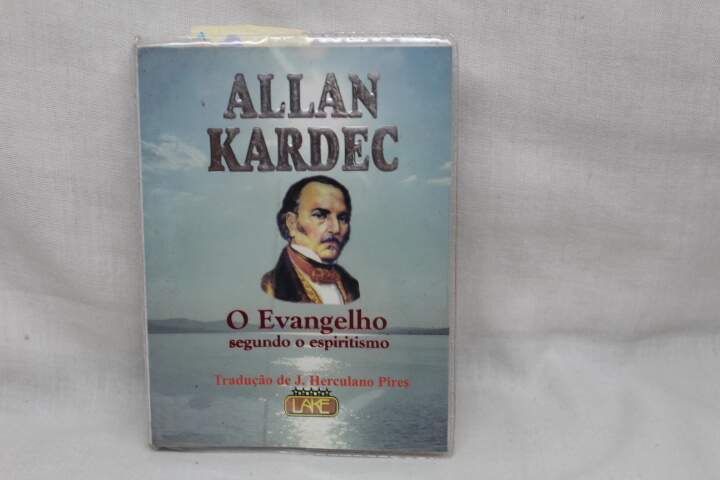 ALLAN
KARDEC
O Evangelho
segundo o espiritismo
Tradução de J. Herculano Pires
LAKE